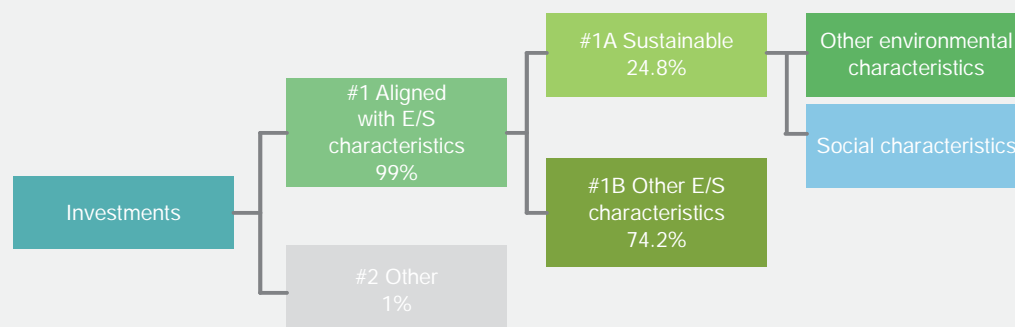 Investments
#1 Aligned
with E/S
characteristics
99%
#2 Other
1%
#1A Sustainable
24.8%
#1B Other E/S
characteristics
74.2%
Other environmental
characteristics
Social characteristics